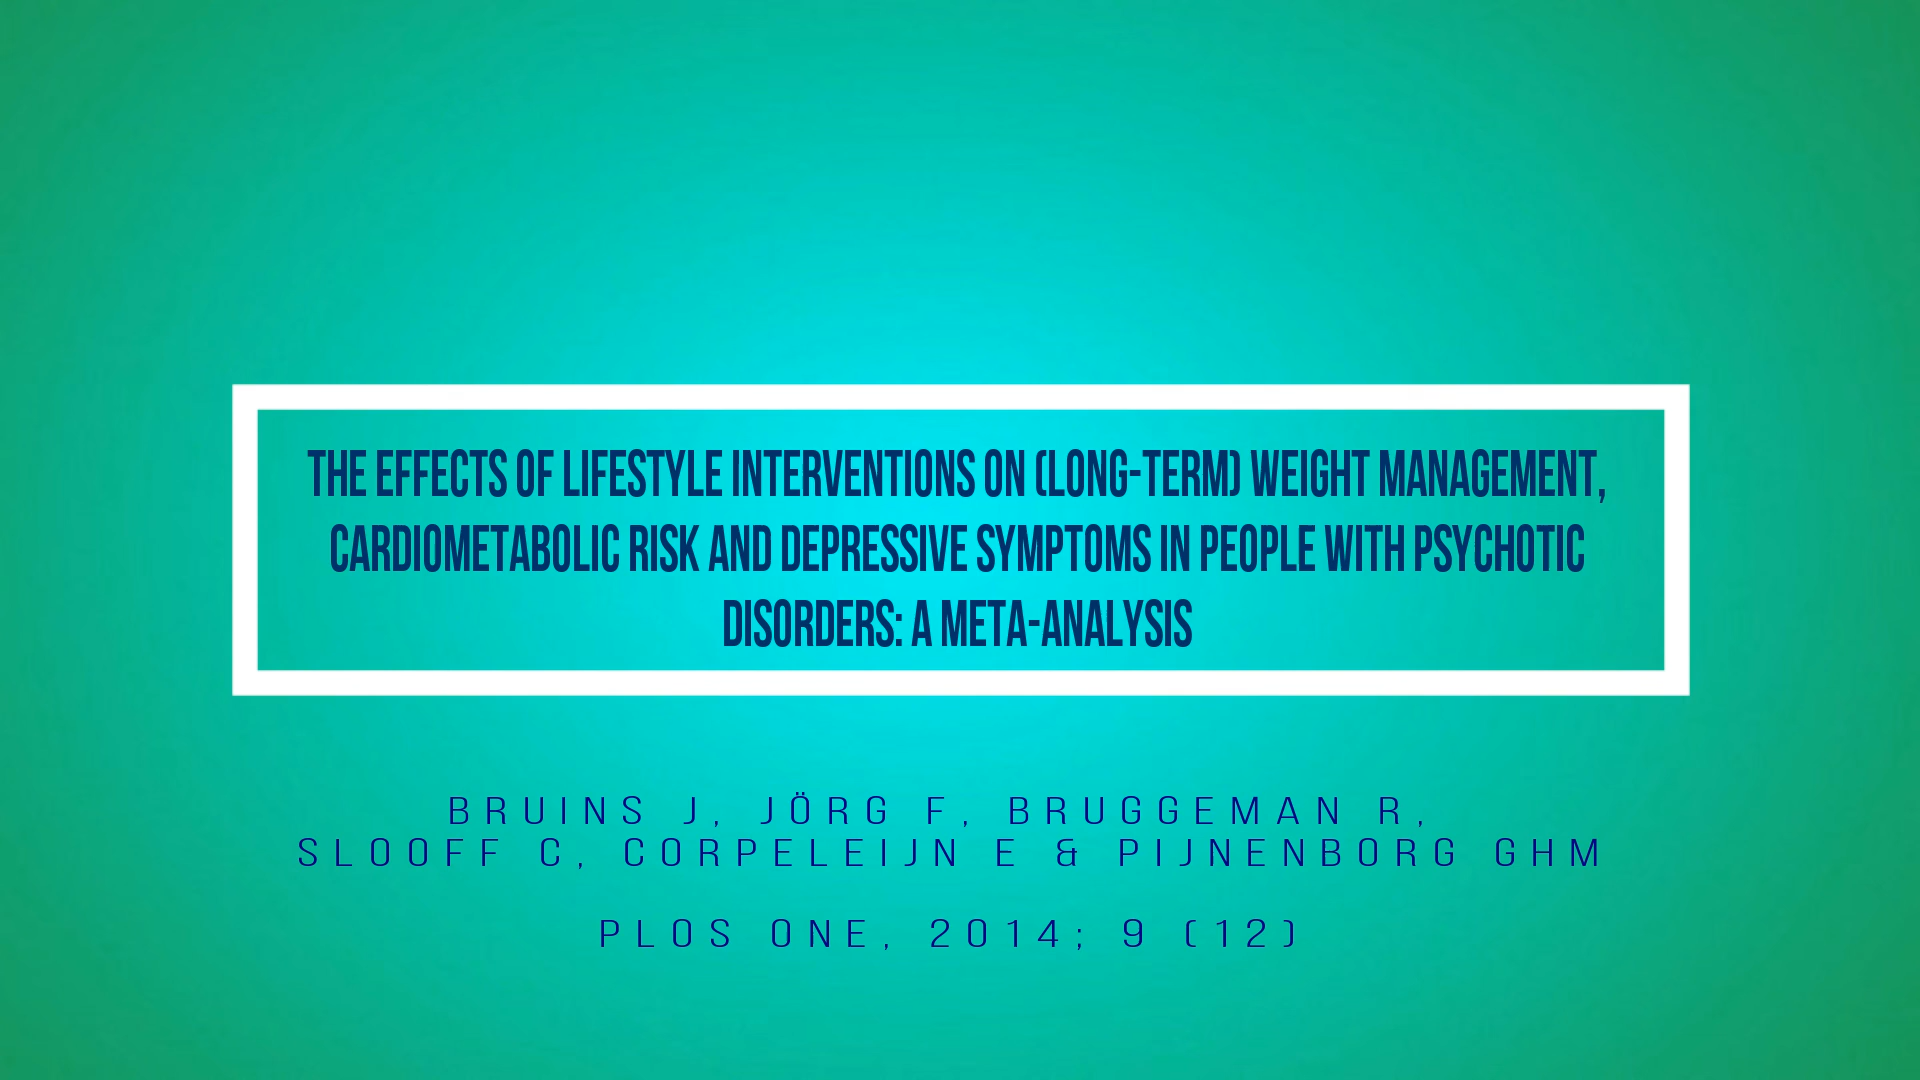 THE EFFECTS OF LIFESTYLE INTERVENTIONS ON (LONG-TERM) WEIGHT MANAGEMENT,
CARDIOMETABOLIC RISK AND DEPRESSIVE SYMPTOMS IN PEOPLE WITH PSYCHOTIC
DISORDERS: A META-ANALYSIS
BRUINS J, JÖRG F, BRUGGEMAN R,
SLOOFF C, CORPELEIJN E & PIJNENBORG GHM
PLOS ONE, 2014; 9 (12)